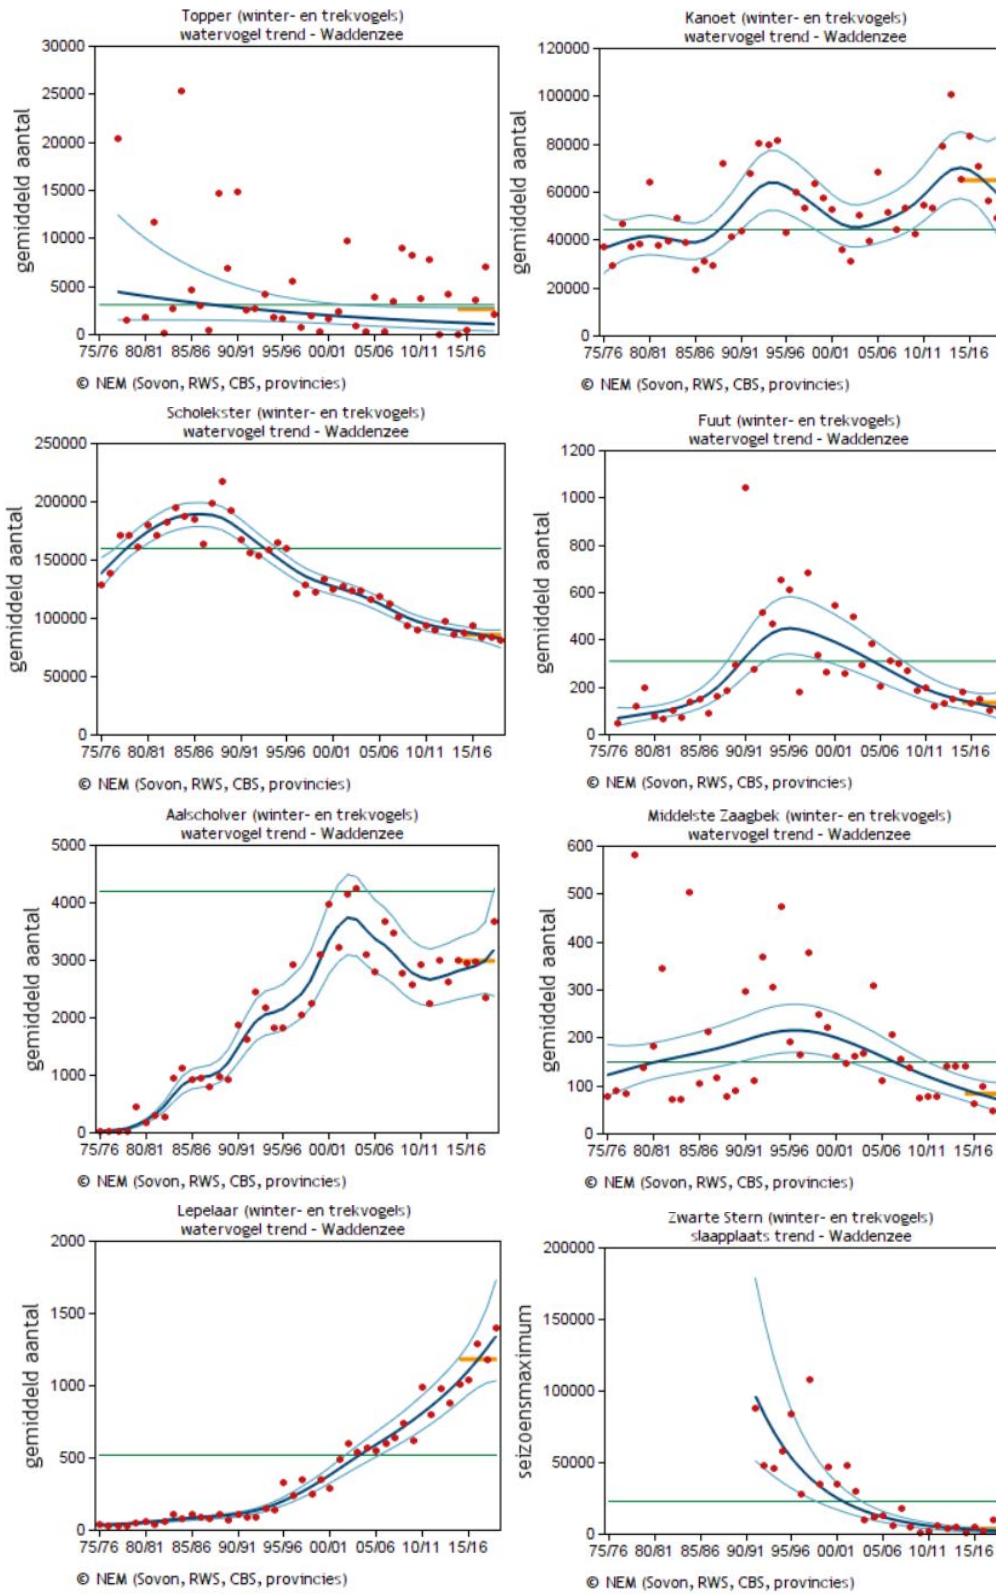 Topper (winter- en trekvogels)
watervogel trend - Waddenzee
30000
25000
20000
15000
10000
5000
0
gemiddeld aantal
75/76 80/81 85/86 90/91 95/96 00/01 05/06 10/11 15/16
© NEM (Sovon, RWS, CBS, provincies)
Kanoet (winter- en trekvogels)
watervogel trend - Waddenzee
120000
100000
80000
60000
40000
20000
0
gemiddeld aantal
75/76 80/81 85/86 90/91 95/96 00/01 05/06 10/11 15/16
© NEM (Sovon, RWS, CBS, provincies)
Scholekster (winter- en trekvogels)
watervogel trend - Waddenzee
250000
200000
150000
100000
50000
0
gemiddeld aantal
75/76 80/81 85/86 90/91 95/96 00/01 05/06 10/11 15/16
© NEM (Sovon, RWS, CBS, provincies)
Fuut (winter- en trekvogels)
watervogel trend - Waddenzee
1200
1000
800
600
400
200
0
gemiddeld aantal
75/76 80/81 85/86 90/91 95/96 00/01 05/06 10/11 15/16
© NEM (Sovon, RWS, CBS, provincies)
Aalscholver (winter- en trekvogels)
watervogel trend - Waddenzee
5000
4000
3000
2000
1000
0
gemiddeld aantal
75/76 80/81 85/86 90/91 95/96 00/01 05/06 10/11 15/16
© NEM (Sovon, RWS, CBS, provincies)
Middelste Zaagbek (winter- en trekvogels)
watervogel trend - Waddenzee
600
500
400
300
200
100
0
gemiddeld aantal
75/76 80/81 85/86 90/91 95/96 00/01 05/06 10/11 15/16
© NEM (Sovon, RWS, CBS, provincies)
Lepelaar (winter- en trekvogels)
watervogel trend - Waddenzee
2000
1500
1000
500
0
gemiddeld aantal
75/76 80/81 85/86 90/91 95/96 00/01 05/06 10/11 15/16
© NEM (Sovon, RWS, CBS, provincies)
Zwarte Stern (winter- en trekvogels)
slaapplaats trend - Waddenzee
200000
150000
100000
50000
0
seizoensmaximum
75/76 80/81 85/86 90/91 95/96 00/01 05/06 10/11 15/16
© NEM (Sovon, RWS, CBS, provincies)